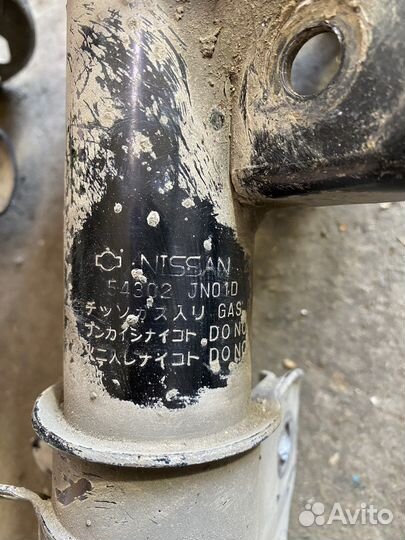 NISSAN
54302 JN01D
チッソガス入リ GAS
ブンカイシナイコト DO NO
ヒニ入レナイコト DO NO
Avito